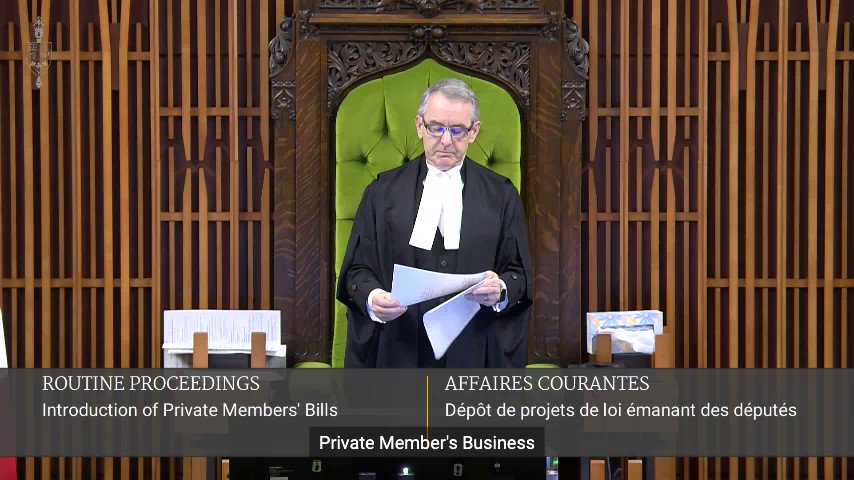 ROUTINE PROCEEDINGS
Introduction of Private Members' Bills
AFFAIRES COURANTES
Dépôt de projets de loi émanant des députés
Private Member's Business